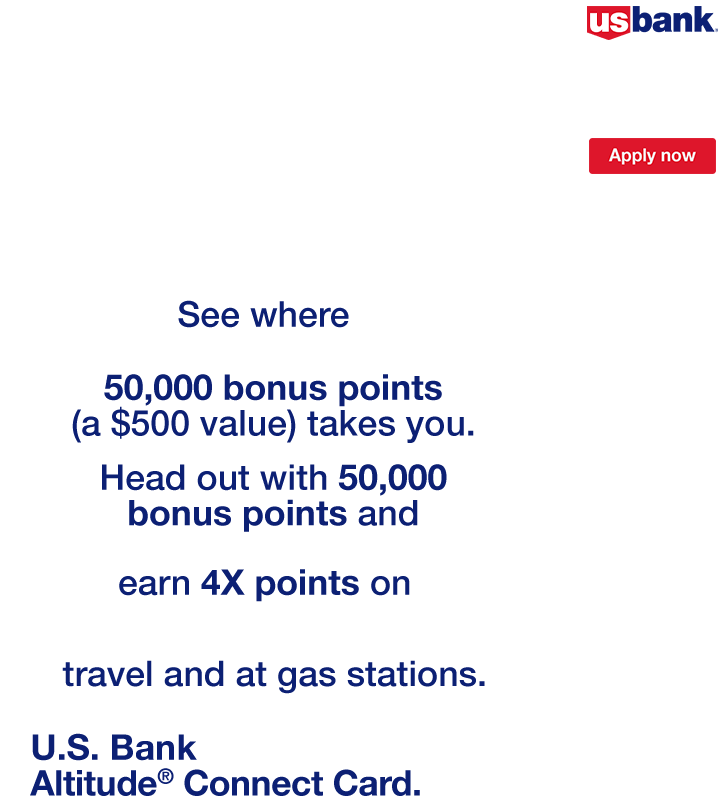 usbank
Apply now
See where
50,000 bonus points
(a $500 value) takes you.
Head out with 50,000
bonus points and
earn 4X points on
travel and at gas stations.
U.S. Bank
Altitude® Connect Card.